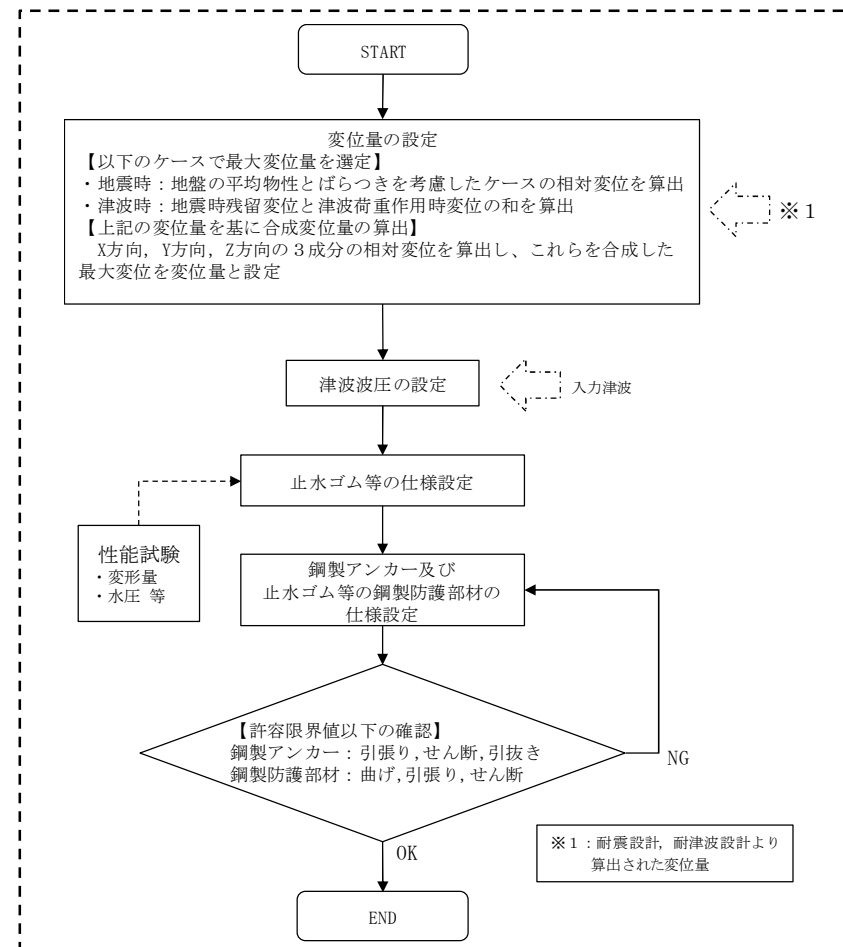 START
変位量の設定
【以下のケースで最大変位量を選定】
・地震時：地盤の平均物性とばらつきを考慮したケースの相対変位を算出
・津波時：地震時残留変位と津波荷重作用時変位の和を算出
【上記の変位量を基に合成変位量の算出】
X方向，Y方向，Z方向の３成分の相対変位を算出し、これらを合成した
最大変位を変位量と設定
※１
津波波圧の設定
入力津波
止水ゴム等の仕様設定
性能試験
・変形量
・水圧 等
鋼製アンカー及び
止水ゴム等の鋼製防護部材の
仕様設定
【許容限界値以下の確認】
鋼製アンカー：引張り,せん断,引抜き
鋼製防護部材：曲げ,引張り,せん断
NG
OK
※１：耐震設計，耐津波設計より
算出された変位量
END